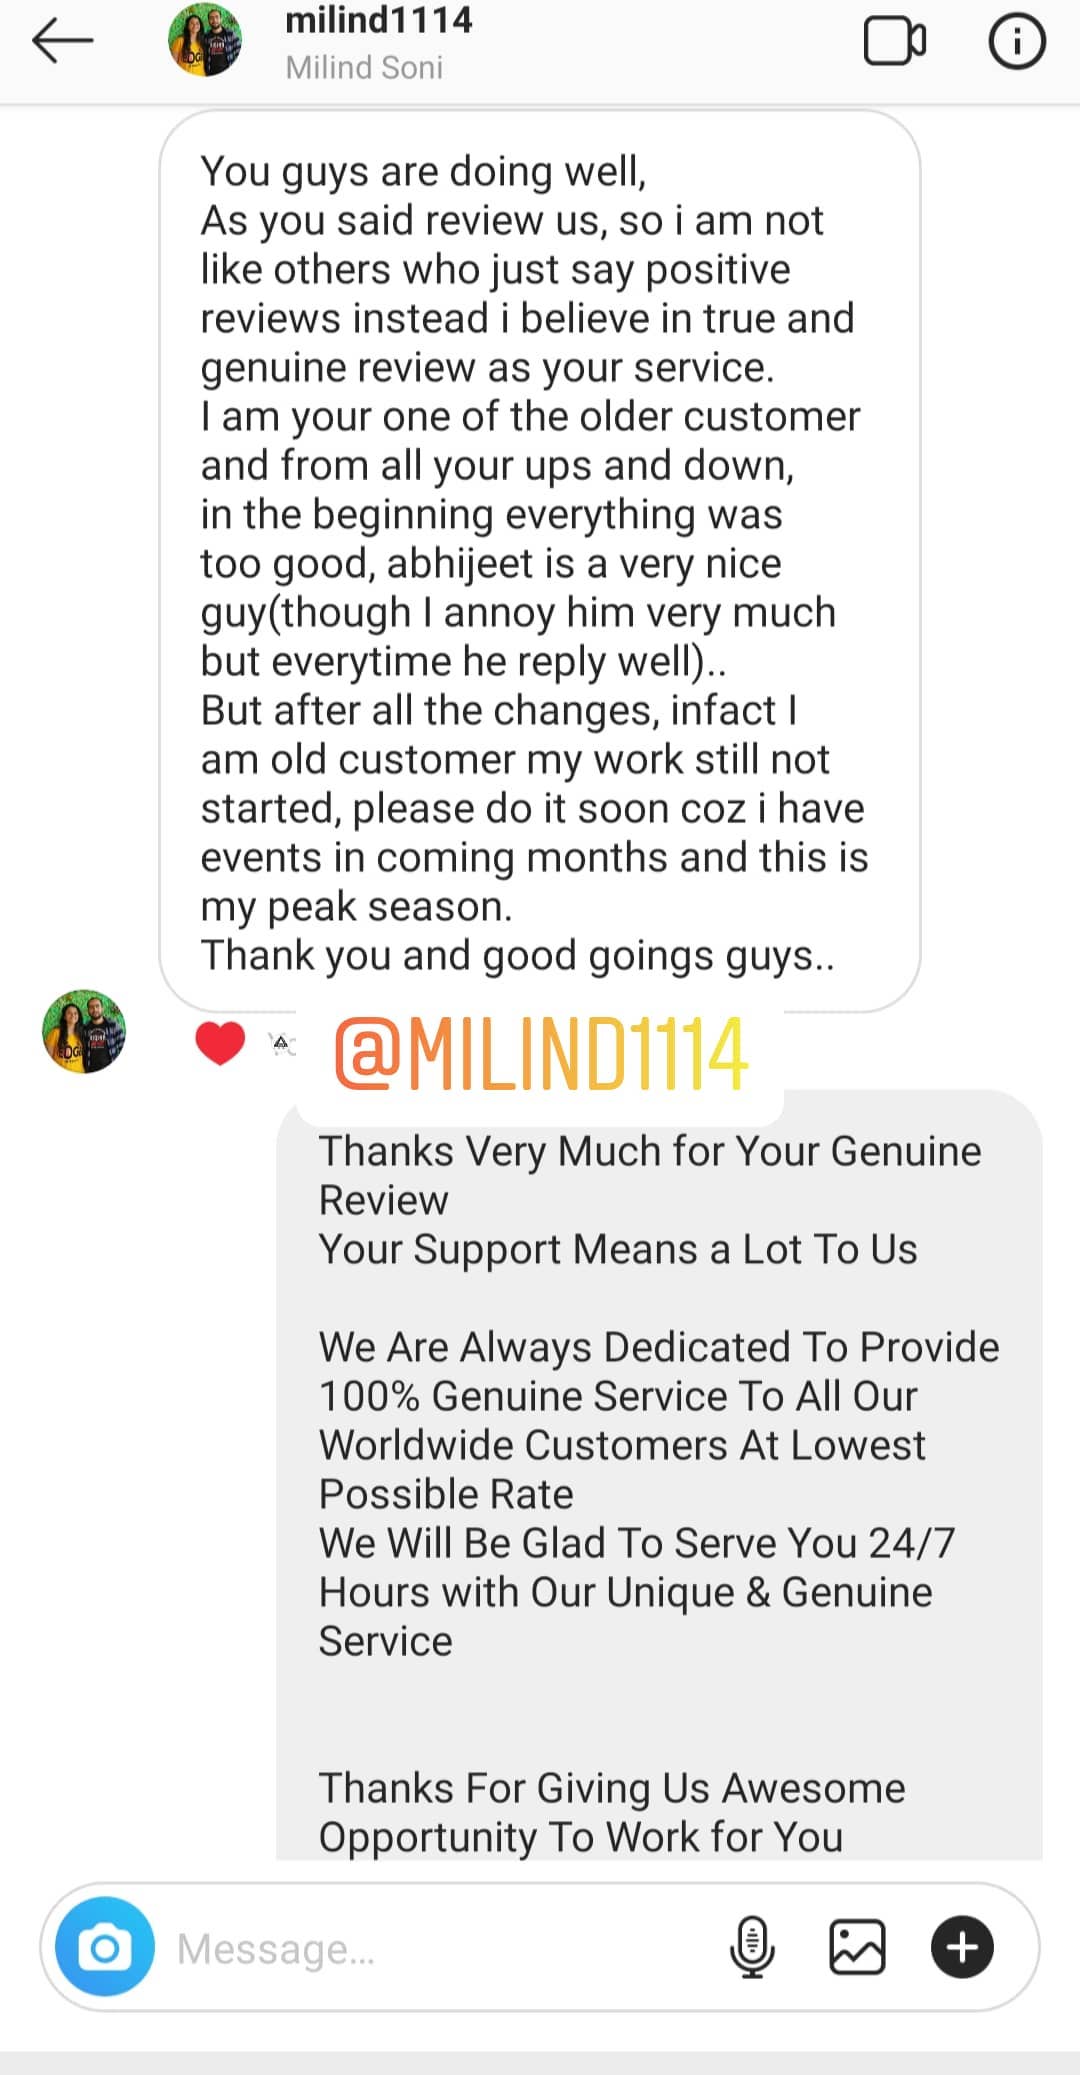 milind1114
Milind Soni
You guys are doing well,
As you said review us, so i am not
like others who just say positive
reviews instead i believe in true and
genuine review as your service.
I am your one of the older customer
and from all your ups and down,
in the beginning everything was
too good, abhijeet is a very nice
guy(though I annoy him very much
but everytime he reply well)..
But after all the changes, infact I
am old customer my work still not
started, please do it soon coz i have
events in coming months and this is
my peak season.
Thank you and good goings guys..
@MILIND1114
Thanks Very Much for Your Genuine
Review
Your Support Means a Lot To Us
We Are Always Dedicated To Provide
100% Genuine Service To All Our
Worldwide Customers At Lowest
Possible Rate
We Will Be Glad To Serve You 24/7
Hours with Our Unique & Genuine
Service
Thanks For Giving Us Awesome
Opportunity To Work for You
Message...